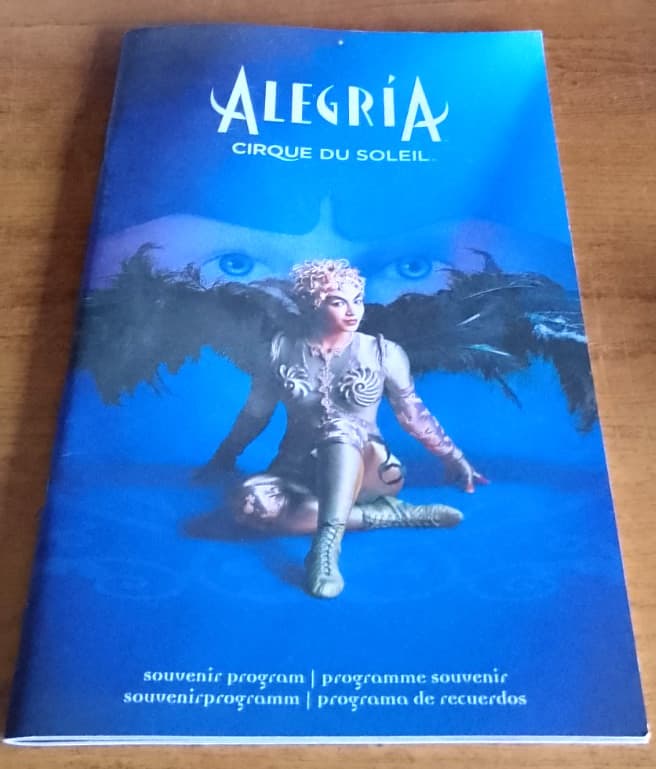 ALEGRÍA
CIRQUE DU SOLEIL
souvenir program | programme souvenir
souvenirprogramm | programa de recuerdos